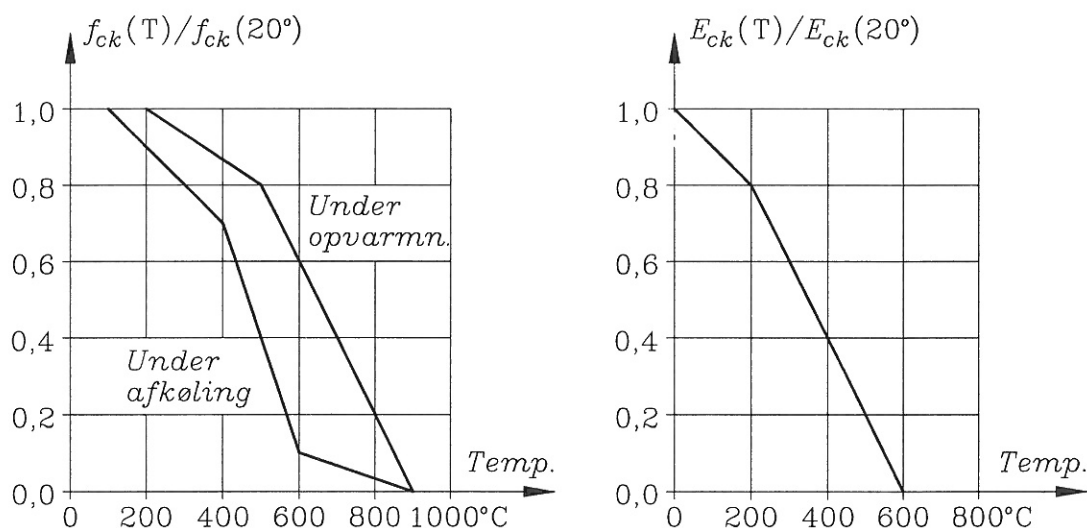 f_ck(T)/f_ck(20°)
1,0
0,8
0,6
0,4
0,2
0,0
Under
opvarmn.
Under
afkøling
Temp.
0 200 400 600 800 1000°C
E_ck(T)/E_ck(20°)
1,0
0,8
0,6
0,4
0,2
0,0
Temp.
0 200 400 600 800°C